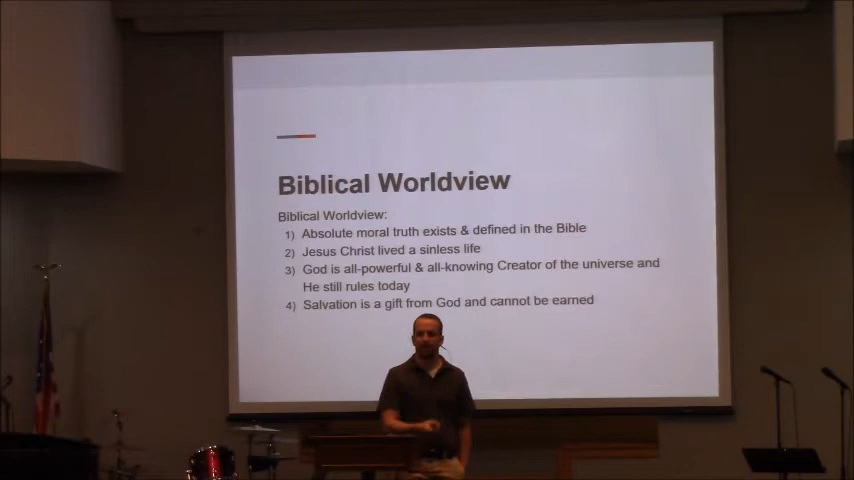 Biblical Worldview
Biblical Worldview:
1) Absolute moral truth exists & defined in the Bible
2) Jesus Christ lived a sinless life
3) God is all-powerful & all-knowing Creator of the universe and
He still rules today
4) Salvation is a gift from God and cannot be earned